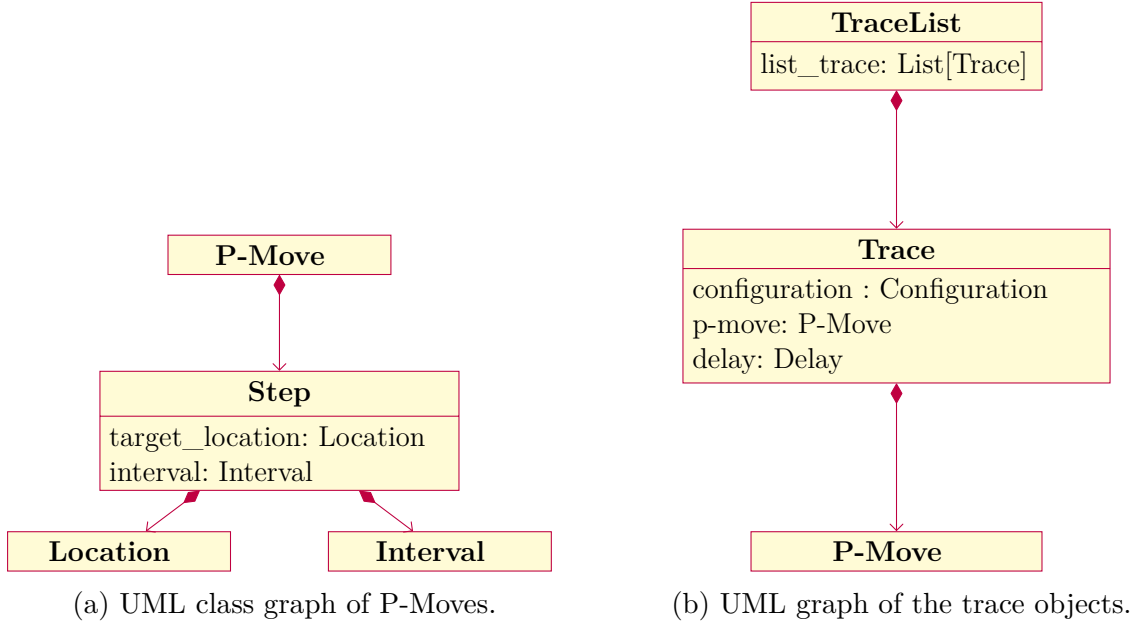 P-Move
Step
target_location: Location
interval: Interval
Location
Interval
(a) UML class graph of P-Moves.
TraceList
list_trace: List[Trace]
Trace
configuration : Configuration
p-move: P-Move
delay: Delay
P-Move
(b) UML graph of the trace objects.